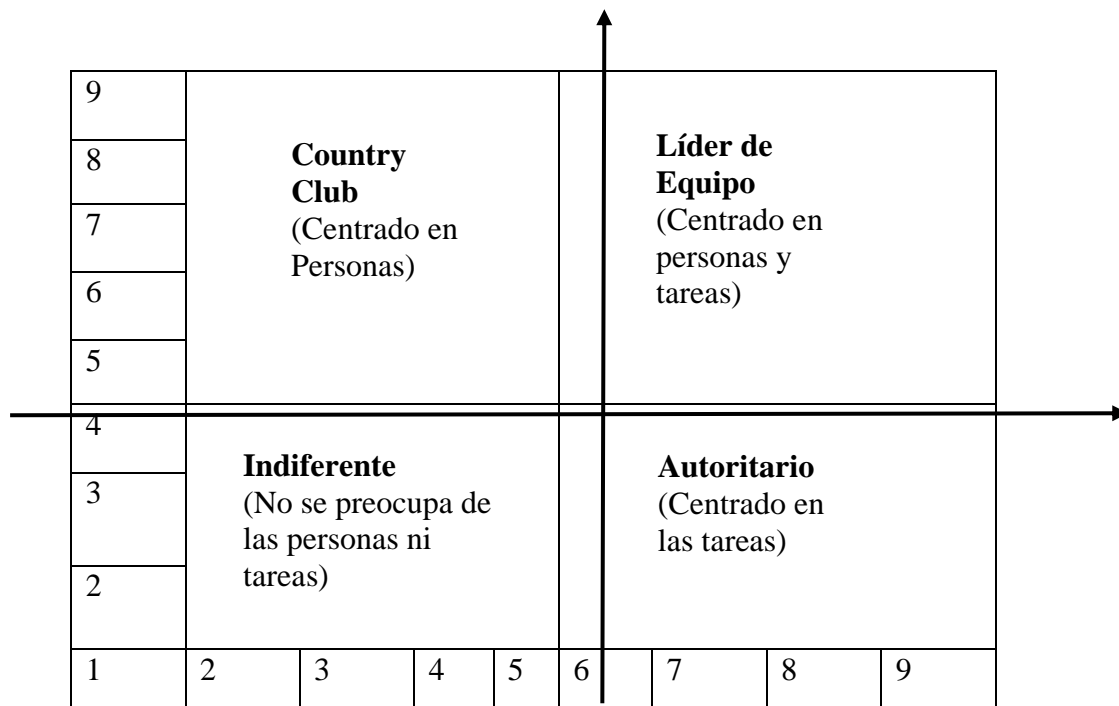 9
8
7
6
5
4
3
2
Country
Club
(Centrado en
Personas)
Líder de
Equipo
(Centrado en
personas y
tareas)
Indiferente
(No se preocupa de
las personas ni
tareas)
Autoritario
(Centrado en
las tareas)
1 2 3 4 5 6 7 8 9